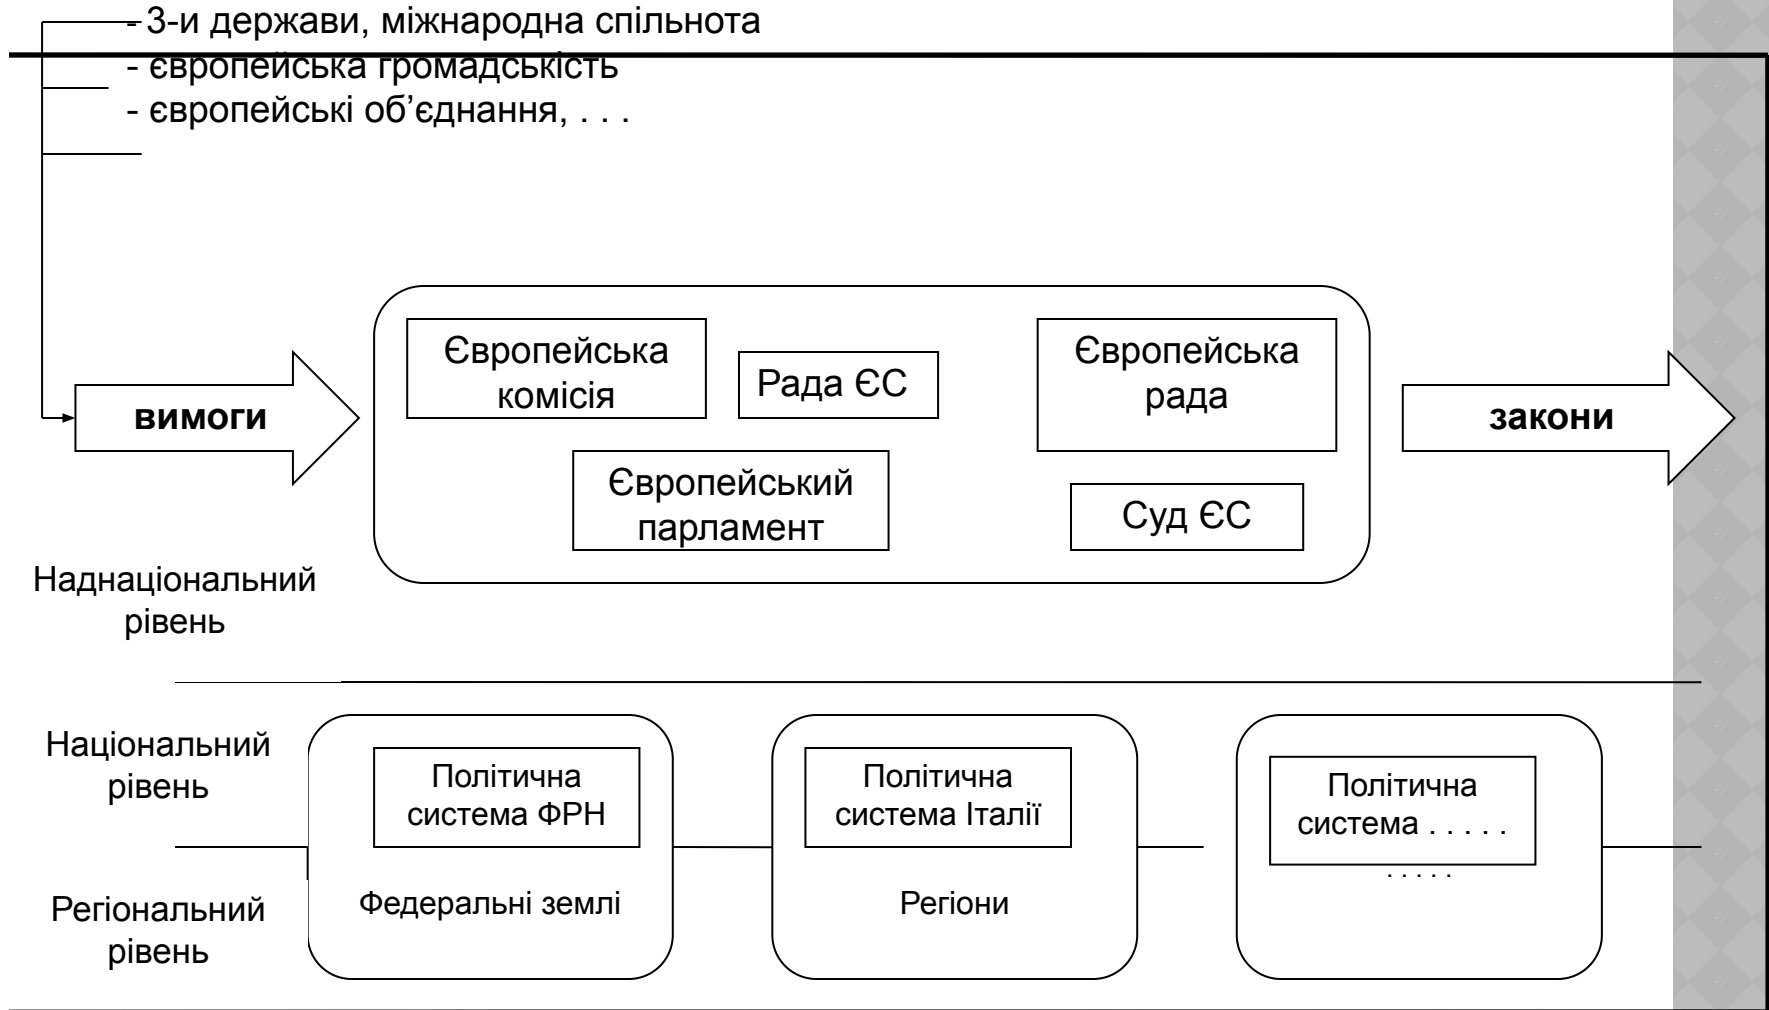 - 3-и держави, міжнародна спільнота
- європейська громадськість
- європейські об’єднання, . . .
Європейська
комісія
Рада ЄС
Європейська
рада
вимоги
закони
Європейський
парламент
Суд ЄС
Наднаціональний
рівень
Національний
рівень
Політична
система ФРН
Політична
система Італії
Політична
система . . . . .
. . . . .
Регіональний
рівень
Федеральні землі
Регіони